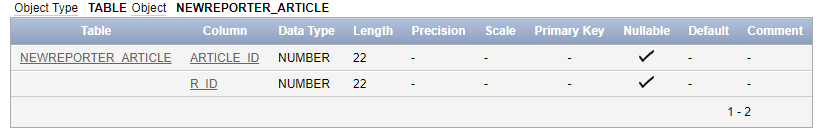 Object Type TABLE Object NEWREPORTER_ARTICLE
Table Column Data Type Length Precision Scale Primary Key Nullable Default Comment
NEWREPORTER_ARTICLE ARTICLE_ID NUMBER 22 - - - ✓ - -
R_ID NUMBER 22 - - - ✓ - -
1 - 2